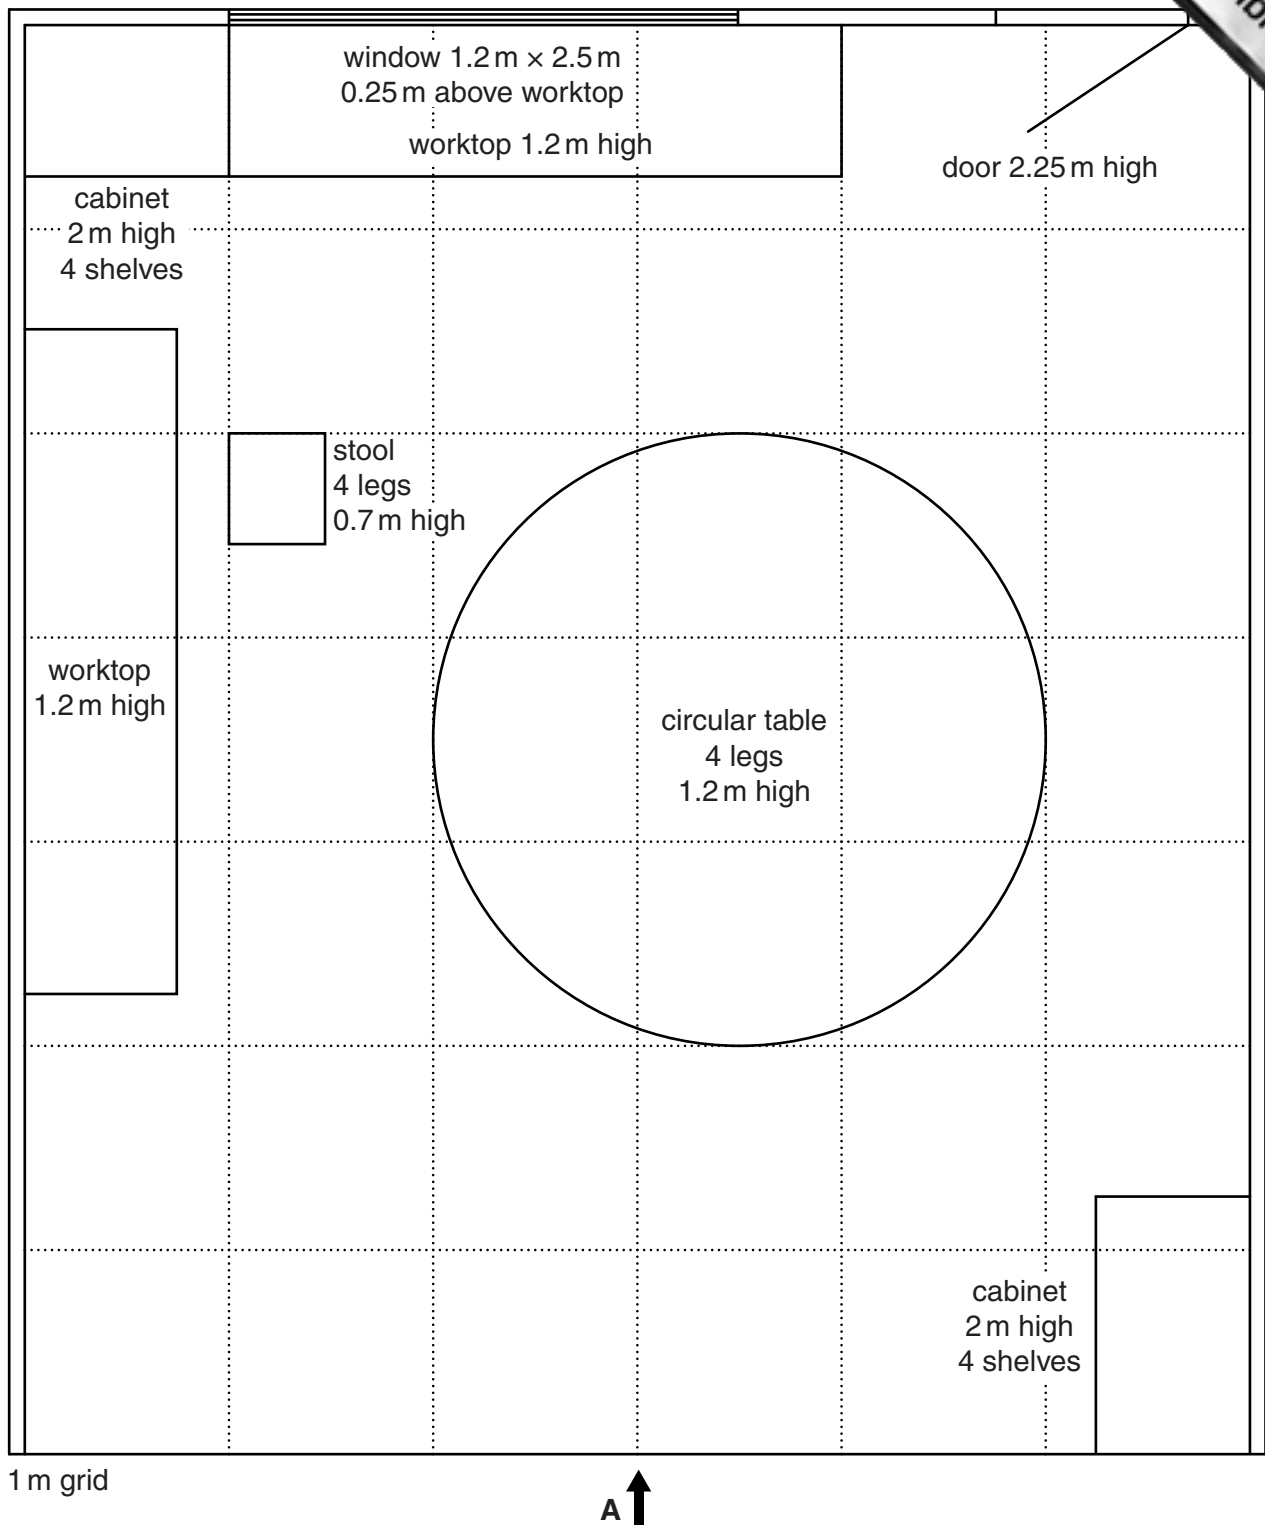 window 1.2 m × 2.5 m
0.25 m above worktop
worktop 1.2 m high
door 2.25 m high
cabinet
2 m high
4 shelves
stool
4 legs
0.7 m high
worktop
1.2 m high
circular table
4 legs
1.2 m high
cabinet
2 m high
4 shelves
1 m grid
A